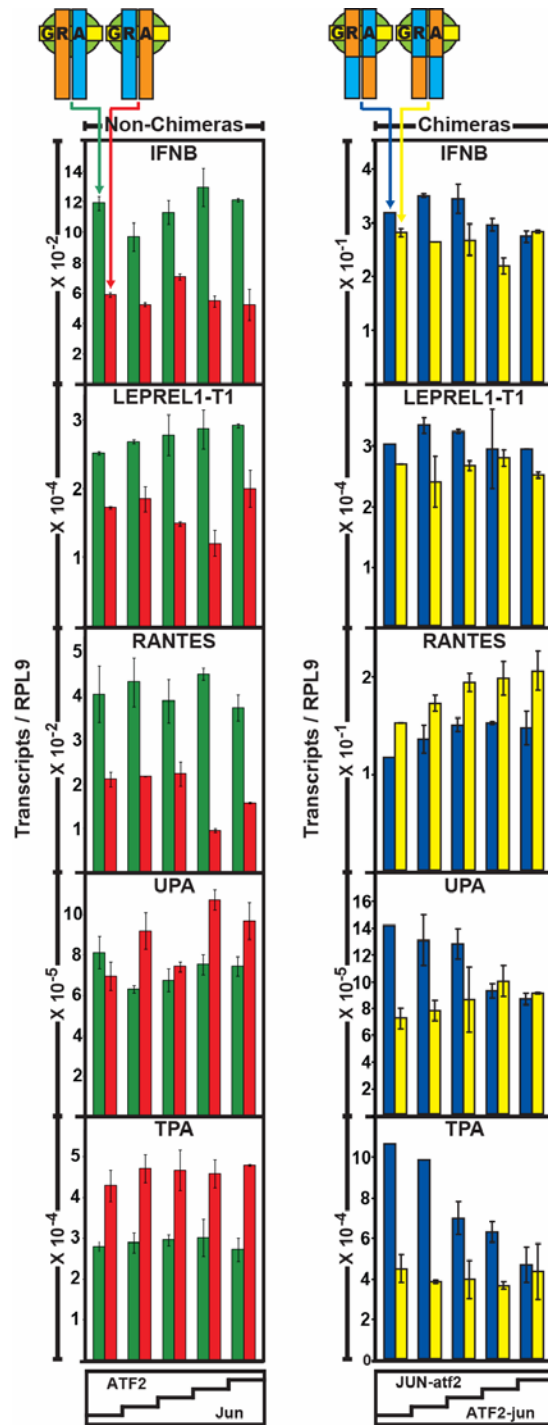 GRA GRA
Non-Chimeras
IFNB
14
12
10
8
6
4
2
X 10-2
LEPREL1-T1
3
2
1
X 10-4
RANTES
5
4
3
2
1
X 10-2
UPA
10
8
6
X 10-5
TPA
5
4
3
2
1
X 10-4
Transcripts / RPL9
ATF2
Jun
GRA GRA
Chimeras
IFNB
4
3
2
1
X 10-1
LEPREL1-T1
3
2
1
X 10-4
RANTES
2
1
X 10-1
UPA
16
14
12
10
8
6
4
2
X 10-5
TPA
10
8
6
4
2
0
X 10-4
Transcripts / RPL9
JUN-atf2
ATF2-jun